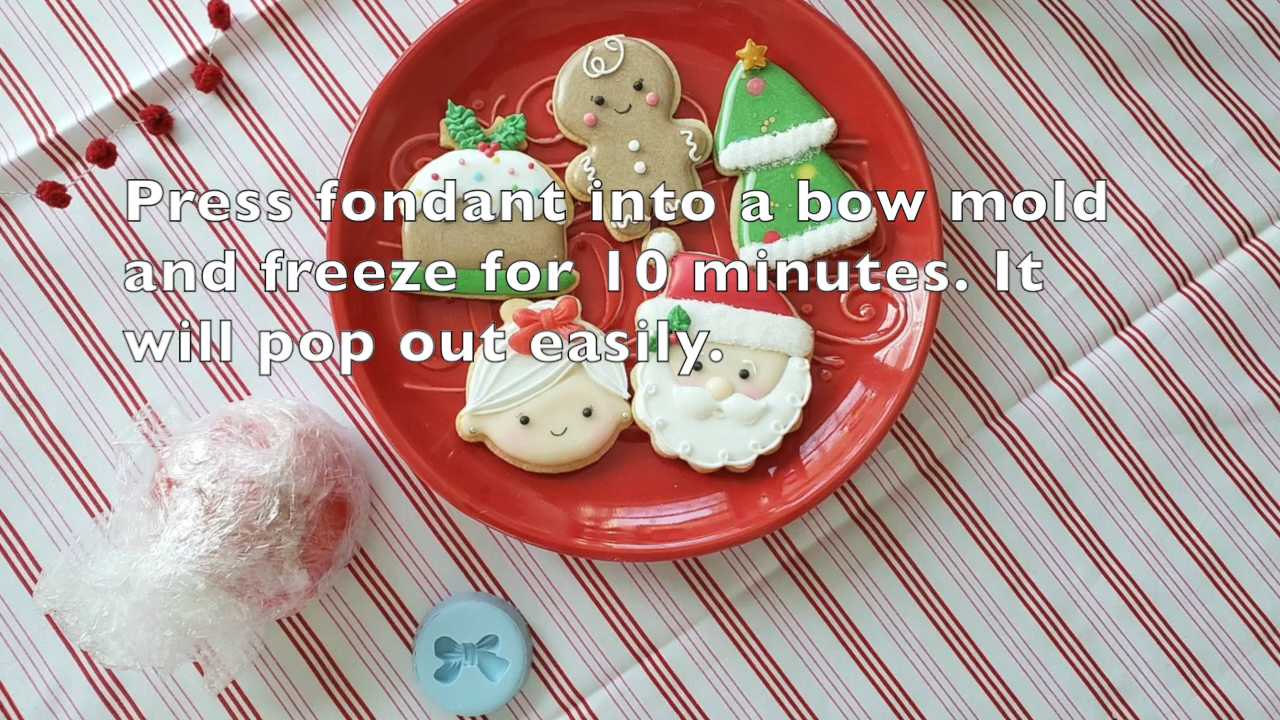 Press fondant into a bow mold
and freeze for 10 minutes. It
will pop out easily.